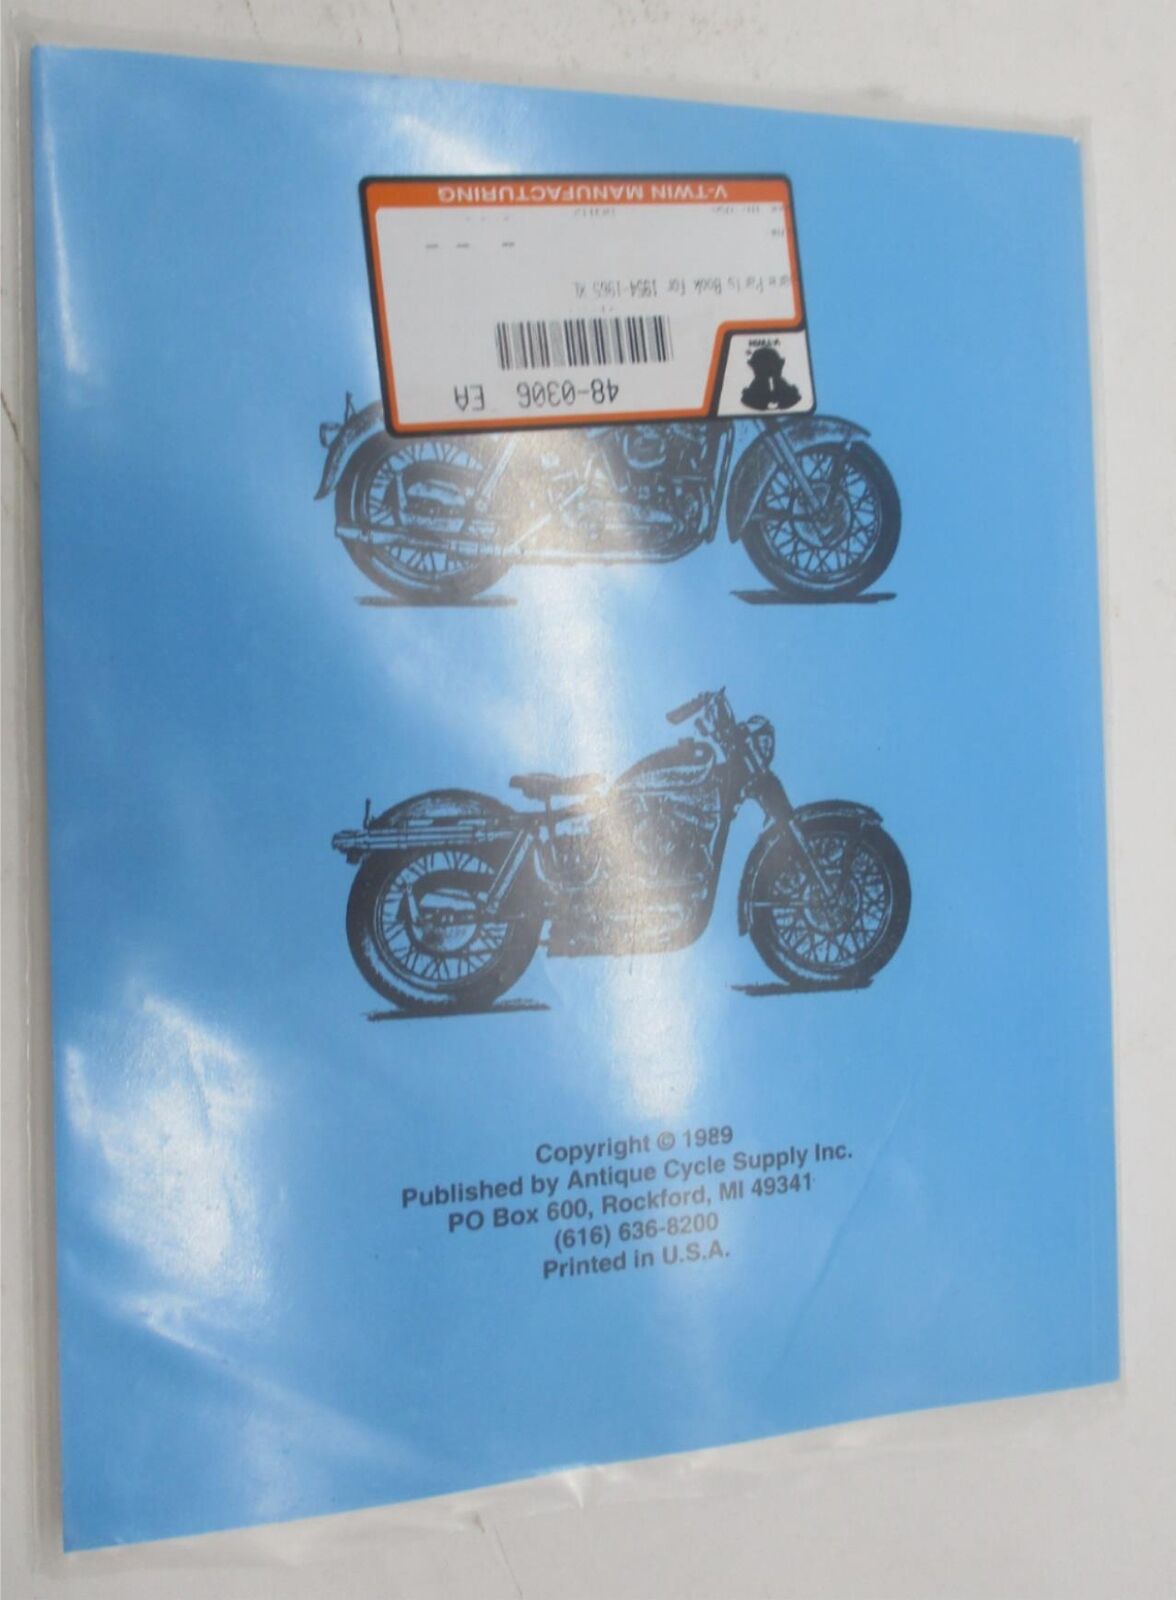 V-TWIN MANUFACTURING
Parts Book for 1954-1965 XL
48-0306 EA
V-TWIN
Copyright © 1989
Published by Antique Cycle Supply Inc.
PO Box 600, Rockford, MI 49341
(616) 636-8200
Printed in U.S.A.